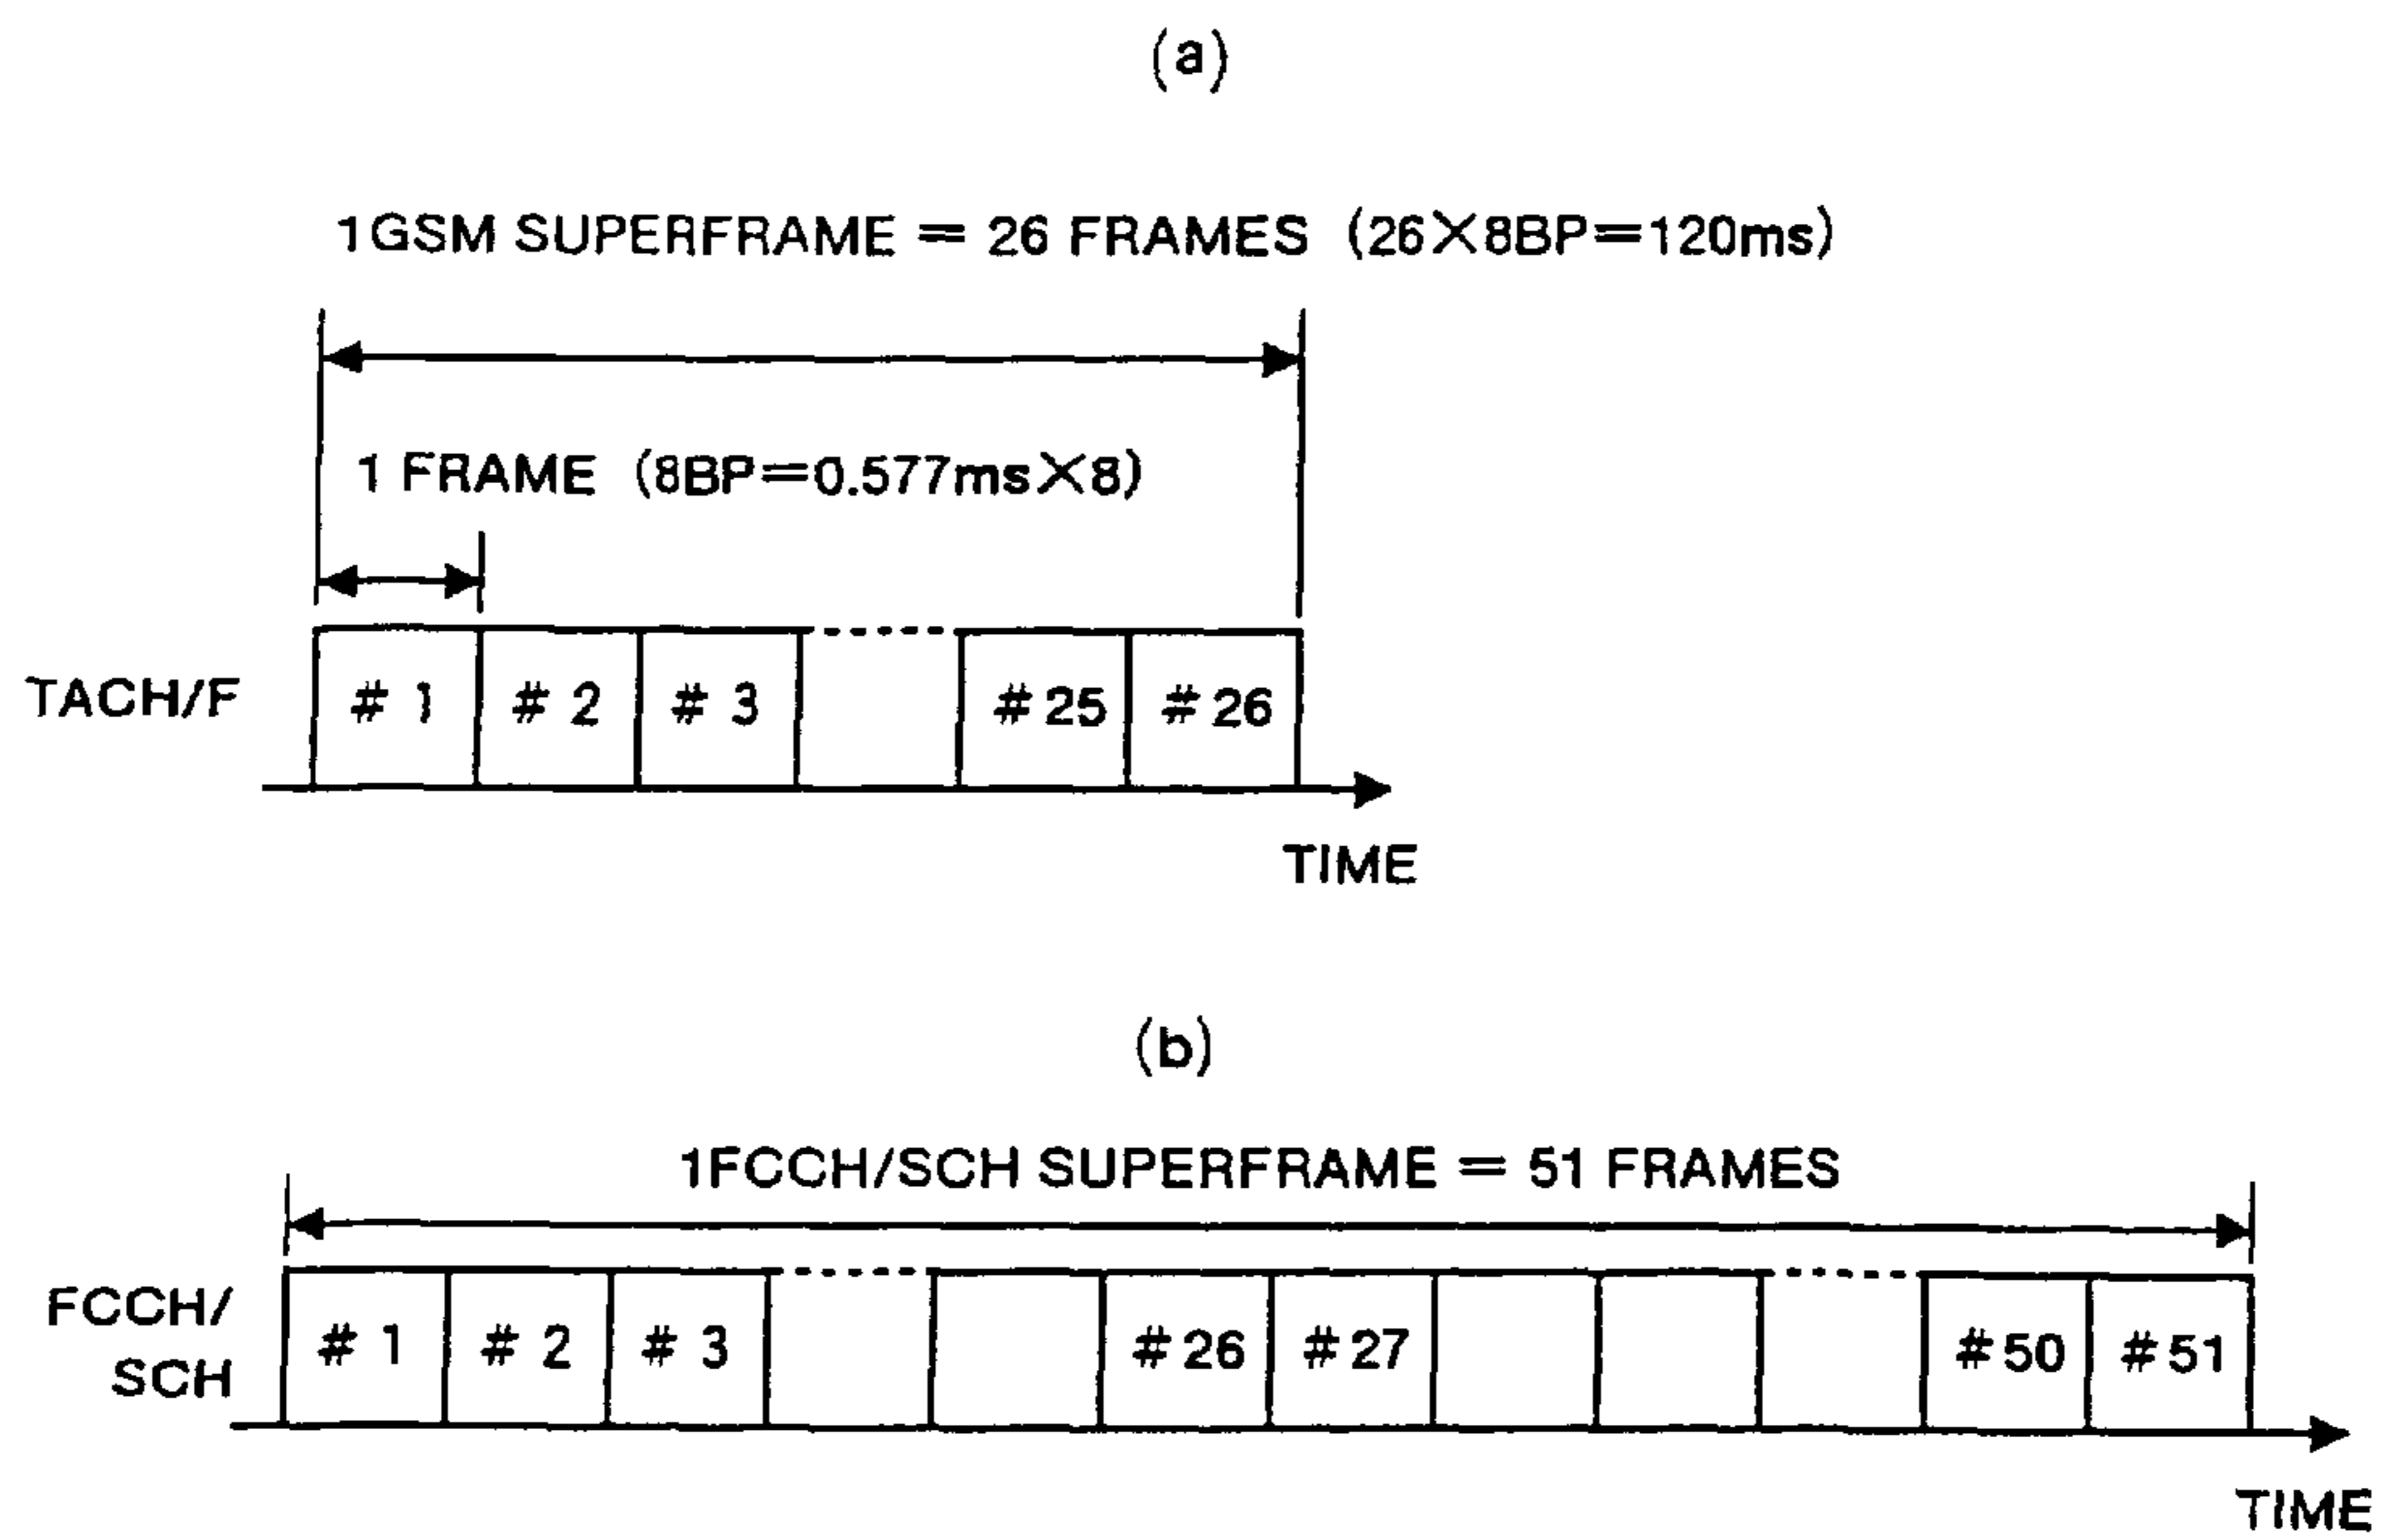 (a)
1GSM SUPERFRAME = 26 FRAMES (26×8BP=120ms)
1 FRAME (8BP=0.577ms×8)
TACH/F
# 1 # 2 # 3 #25 #26
TIME
(b)
1FCCH/SCH SUPERFRAME = 51 FRAMES
FCCH/
SCH
# 1 # 2 # 3 #26 #27 #50 #51
TIME